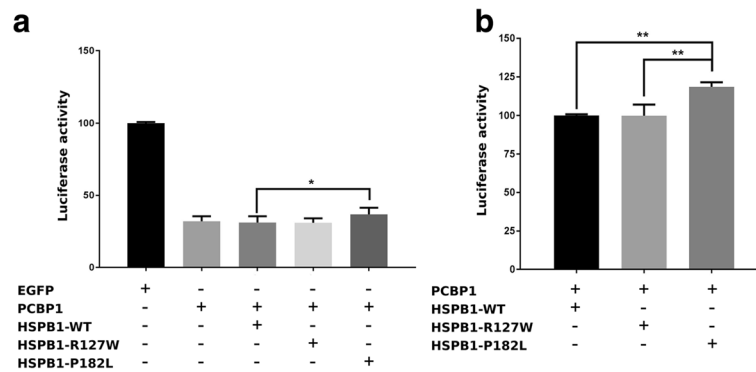 a
150
100
50
0
Luciferase activity
*
EGFP + - - - -
PCBP1 - + + + +
HSPB1-WT - - + - -
HSPB1-R127W - - - + -
HSPB1-P182L - - - - +
b
150
125
100
75
50
25
0
Luciferase activity
**
**
PCBP1 + + +
HSPB1-WT + - -
HSPB1-R127W - + -
HSPB1-P182L - - +